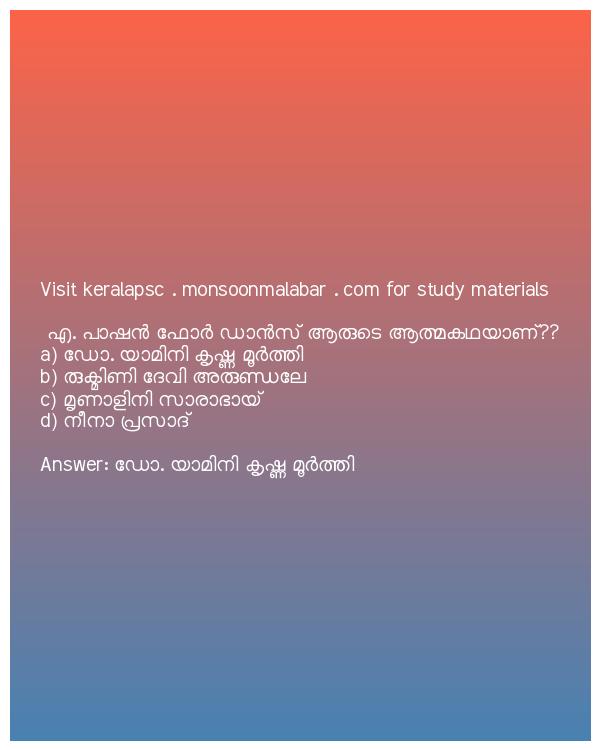 Visit keralapsc . monsoonmalabar . com for study materials
എ. പാഷൻ ഫോർ ഡാൻസ് ആരുടെ ആത്മകഥയാണ്??
a) ഡോ. യാമിനി കൃഷ്ണ മൂർത്തി
b) രുക്മിണി ദേവി അരുണ്ഡലേ
c) മൃണാളിനി സാരാഭായ്
d) നീനാ പ്രസാദ്
Answer: ഡോ. യാമിനി കൃഷ്ണ മൂർത്തി